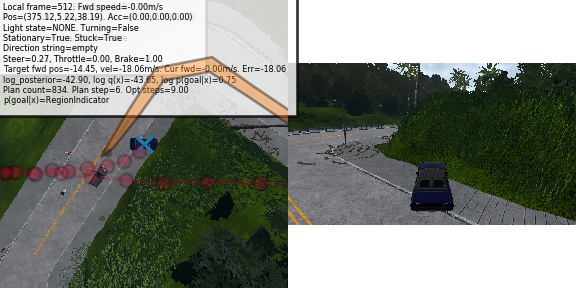 Local frame=512: Fwd speed=-0.00m/s
Pos=(375.12,5.22,38.19). Acc=(0.00,0.00,0.00)
Light state=NONE. Turning=False
Stationary=True. Stuck=True
Direction string=empty
Steer=0.27, Throttle=0.00, Brake=1.00
Target fwd pos=-14.45, vel=-18.06m/s. Cur fwd=-0.00m/s. Err=-18.06
log_posterior=-42.90, log q(x)=-43.65, log p(goal|x)=0.75
Plan count=834. Plan step=6. Opt steps=9.00
p(goal|x)=RegionIndicator